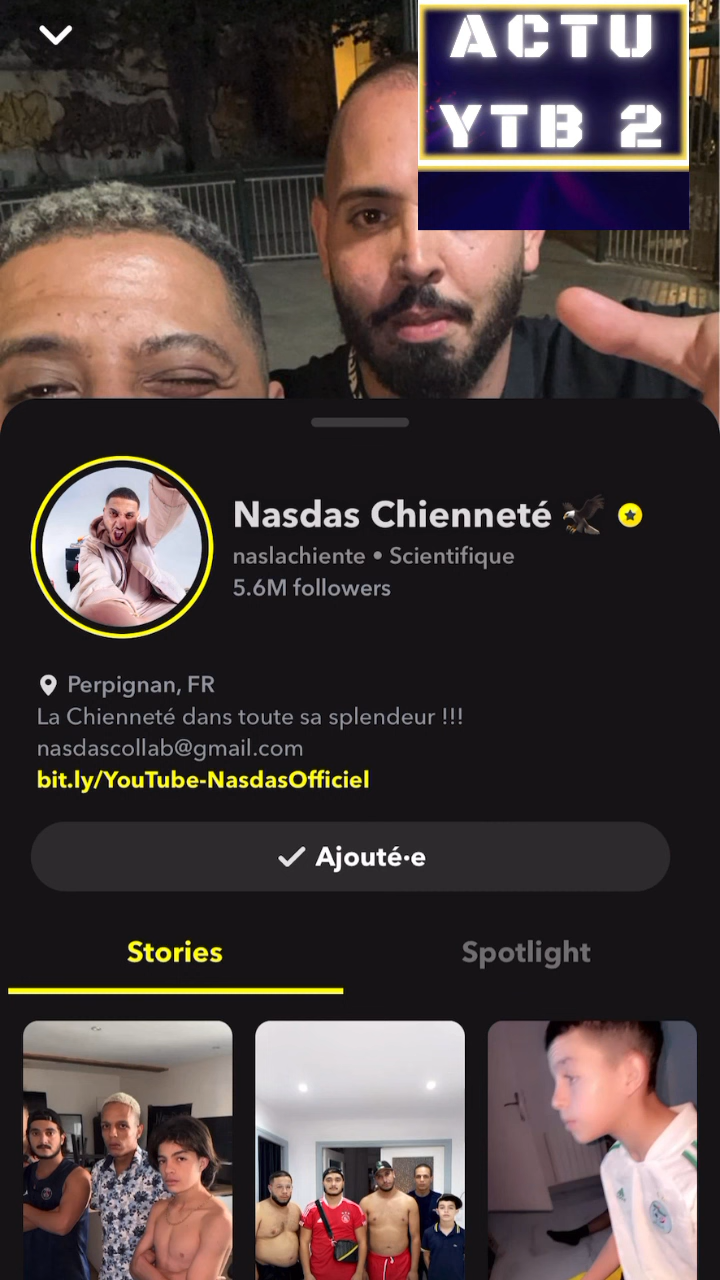 ACTU
YTB 2
Nasdas Chienneté
naslachiente • Scientifique
5.6M followers
Perpignan, FR
La Chienneté dans toute sa splendeur !!!
nasdascollab@gmail.com
bit.ly/YouTube-NasdasOfficiel
Ajouté·e
Stories
Spotlight